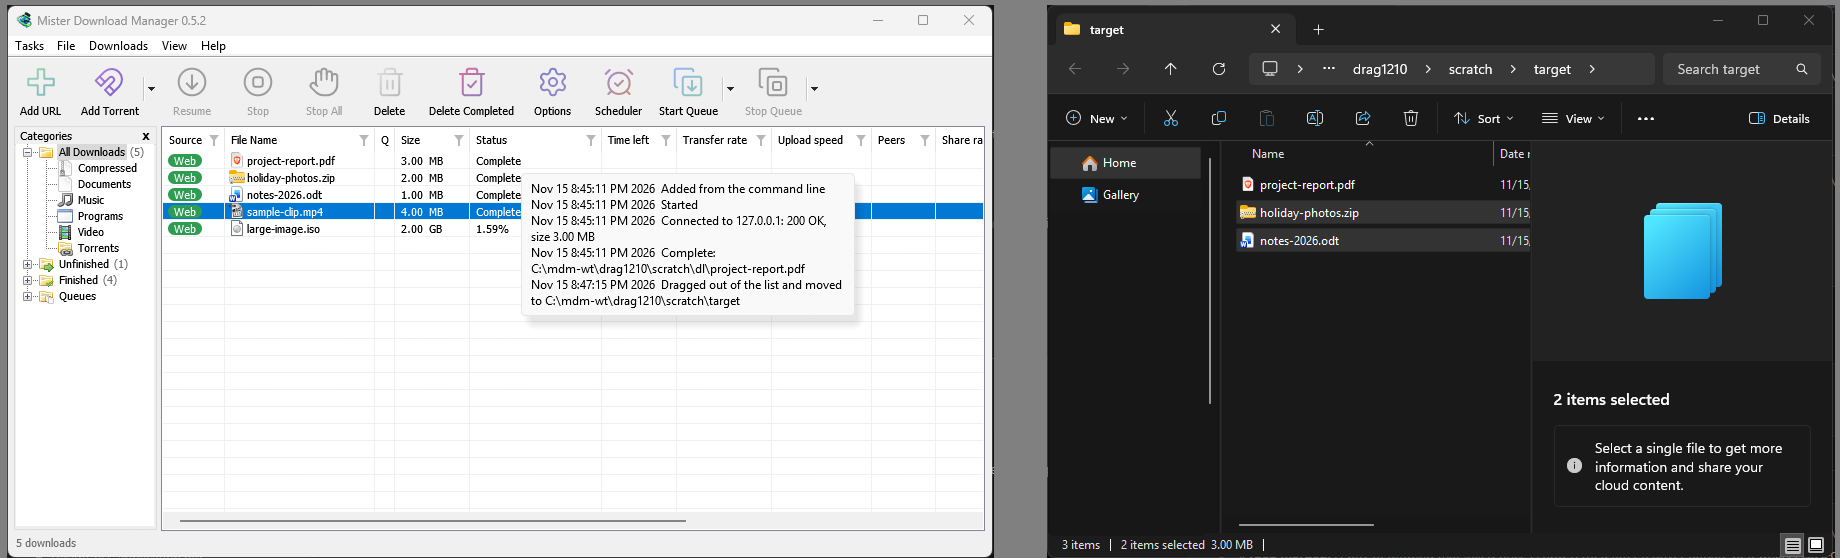 Mister Download Manager 0.5.2
Tasks File Downloads View Help
Add URL Add Torrent Resume Stop Stop All Delete Delete Completed Options Scheduler Start Queue Stop Queue
Categories x
All Downloads (5)
Compressed
Documents
Music
Programs
Video
Torrents
Unfinished (1)
Finished (4)
Queues
Source File Name Q Size Status Time left Transfer rate Upload speed Peers Share ra
Web project-report.pdf 3.00 MB Complete
Web holiday-photos.zip 2.00 MB Complete
Web notes-2026.odt 1.00 MB Complete
Web sample-clip.mp4 4.00 MB Complete
Web large-image.iso 2.00 GB 1.59%
Nov 15 8:45:11 PM 2026 Added from the command line
Nov 15 8:45:11 PM 2026 Started
Nov 15 8:45:11 PM 2026 Connected to 127.0.0.1: 200 OK,
size 3.00 MB
Nov 15 8:45:11 PM 2026 Complete:
C:\mdm-wt\drag1210\scratch\dl\project-report.pdf
Nov 15 8:47:15 PM 2026 Dragged out of the list and moved
to C:\mdm-wt\drag1210\scratch\target
5 downloads
target
drag1210 scratch target
Search target
New Sort View Details
Home
Gallery
Name Date r
project-report.pdf 11/15,
holiday-photos.zip 11/15,
notes-2026.odt 11/15,
2 items selected
Select a single file to get more
information and share your
cloud content.
3 items 2 items selected 3.00 MB